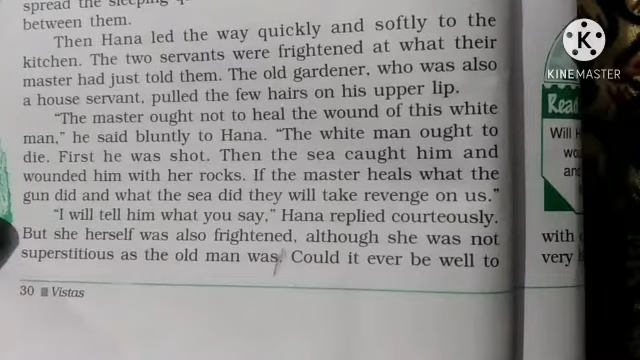 spread the sleeping
between them.
Then Hana led the way quickly and softly to the
kitchen. The two servants were frightened at what their
master had just told them. The old gardener, who was also
a house servant, pulled the few hairs on his upper lip.
"The master ought not to heal the wound of this white
man," he said bluntly to Hana. "The white man ought to
die. First he was shot. Then the sea caught him and
wounded him with her rocks. If the master heals what the
gun did and what the sea did they will take revenge on us."
"I will tell him what you say," Hana replied courteously.
But she herself was also frightened, although she was not
superstitious as the old man was. Could it ever be well to
30 Vistas
KINEMASTER
Read
Will
and
with
very